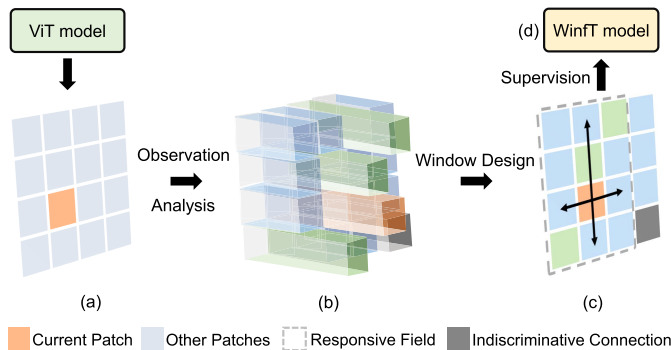 ViT model
(d)
WinfT model
Supervision
Observation
Analysis
Window Design
(a)
(b)
(c)
Current Patch
Other Patches
Responsive Field
Indiscriminative Connection